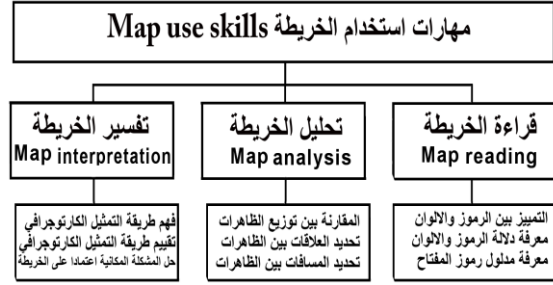 مهارات استخدام الخريطة Map use skills
قراءة الخريطة
Map reading
تحليل الخريطة
Map analysis
تفسير الخريطة
Map interpretation
التمييز بين الرموز والالوان
معرفة دلالة الرموز والالوان
معرفة مدلول رموز المفتاح
المقارنة بين توزيع الظاهرات
تحديد العلاقات بين الظاهرات
تحديد المسافات بين الظاهرات
فهم طريقة التمثيل الكارتوجرافي
تقييم طريقة التمثيل الكارتوجرافي
حل المشكلة المكانية اعتمادا على الخريطة